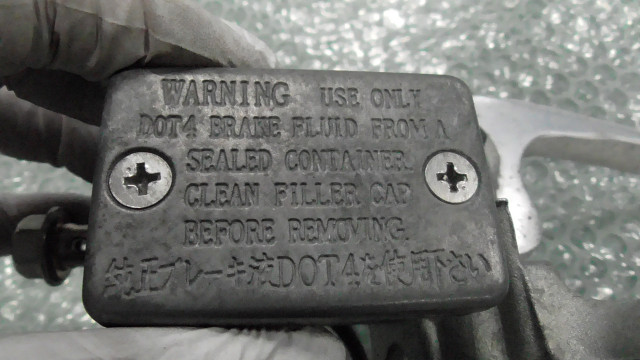 WARNING USE ONLY
DOT4 BRAKE FLUID FROM A
SEALED CONTAINER.
CLEAN FILLER CAP
BEFORE REMOVING.
純正ブレーキ液DOT4を使用下さい